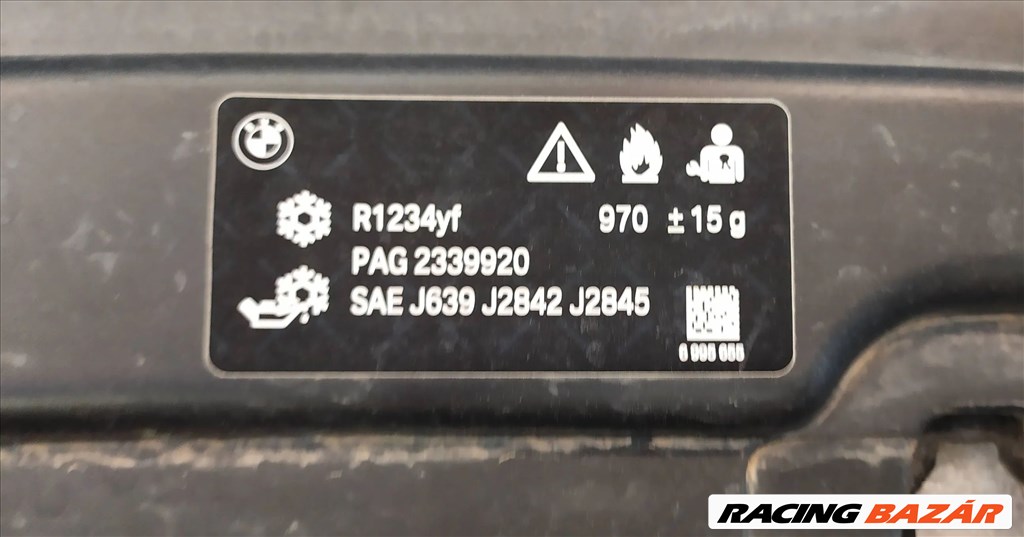 R1234yf 970 ± 15 g
PAG 2339920
SAE J639 J2842 J2845
RACING BAZÁR